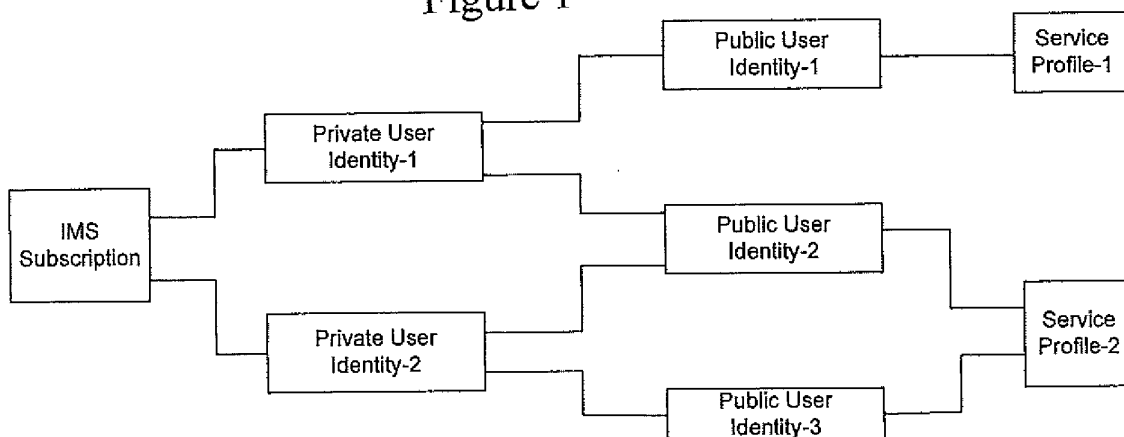 Figure 1
Public User
Identity-1
Service
Profile-1
Private User
Identity-1
IMS
Subscription
Public User
Identity-2
Private User
Identity-2
Service
Profile-2
Public User
Identity-3